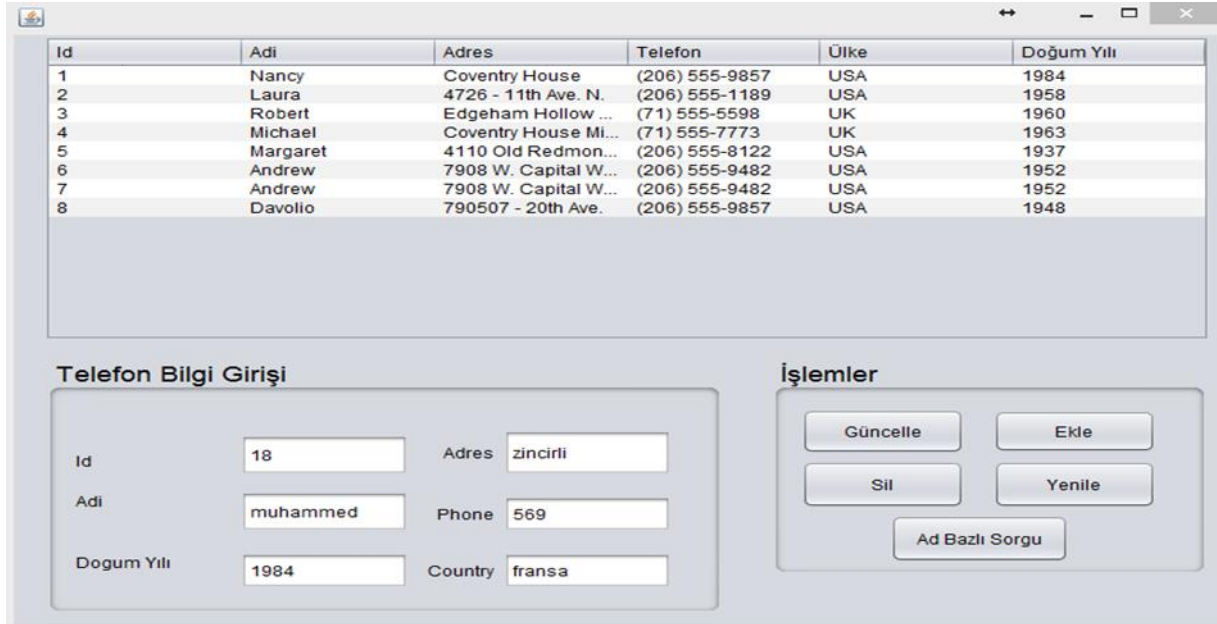 Id Adi Adres Telefon Ülke Doğum Yılı
1 Nancy Coventry House (206) 555-9857 USA 1984
2 Laura 4726 - 11th Ave. N. (206) 555-1189 USA 1958
3 Robert Edgeham Hollow ... (71) 555-5598 UK 1960
4 Michael Coventry House Mi... (71) 555-7773 UK 1963
5 Margaret 4110 Old Redmon... (206) 555-8122 USA 1937
6 Andrew 7908 W. Capital W... (206) 555-9482 USA 1952
7 Andrew 7908 W. Capital W... (206) 555-9482 USA 1952
8 Davolio 790507 - 20th Ave. (206) 555-9857 USA 1948
Telefon Bilgi Girişi
Id 18 Adres zincirli
Adi muhammed Phone 569
Dogum Yılı 1984 Country fransa
İşlemler
Güncelle Ekle
Sil Yenile
Ad Bazlı Sorgu